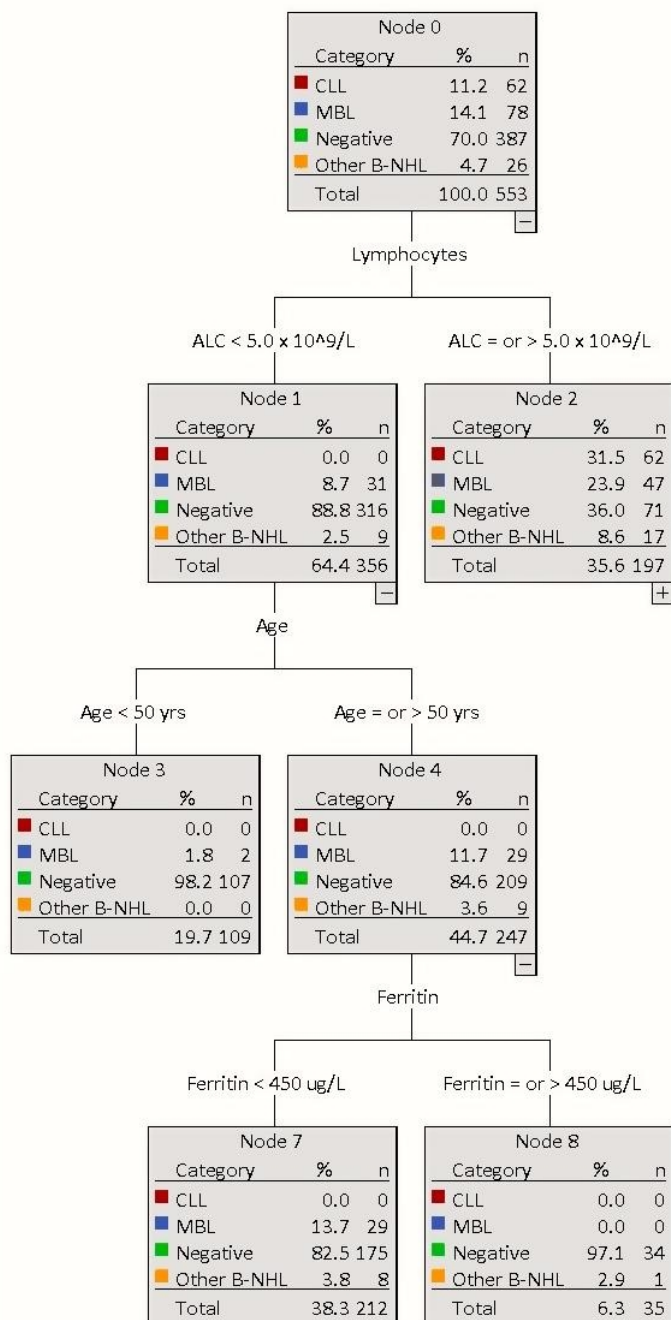 Node 0
Category % n
CLL 11.2 62
MBL 14.1 78
Negative 70.0 387
Other B-NHL 4.7 26
Total 100.0 553
−
Lymphocytes
ALC < 5.0 x 10^9/L
ALC = or > 5.0 x 10^9/L
Node 1
Category % n
CLL 0.0 0
MBL 8.7 31
Negative 88.8 316
Other B-NHL 2.5 9
Total 64.4 356
−
Node 2
Category % n
CLL 31.5 62
MBL 23.9 47
Negative 36.0 71
Other B-NHL 8.6 17
Total 35.6 197
+
Age
Age < 50 yrs
Age = or > 50 yrs
Node 3
Category % n
CLL 0.0 0
MBL 1.8 2
Negative 98.2 107
Other B-NHL 0.0 0
Total 19.7 109
Node 4
Category % n
CLL 0.0 0
MBL 11.7 29
Negative 84.6 209
Other B-NHL 3.6 9
Total 44.7 247
−
Ferritin
Ferritin < 450 ug/L
Ferritin = or > 450 ug/L
Node 7
Category % n
CLL 0.0 0
MBL 13.7 29
Negative 82.5 175
Other B-NHL 3.8 8
Total 38.3 212
Node 8
Category % n
CLL 0.0 0
MBL 0.0 0
Negative 97.1 34
Other B-NHL 2.9 1
Total 6.3 35